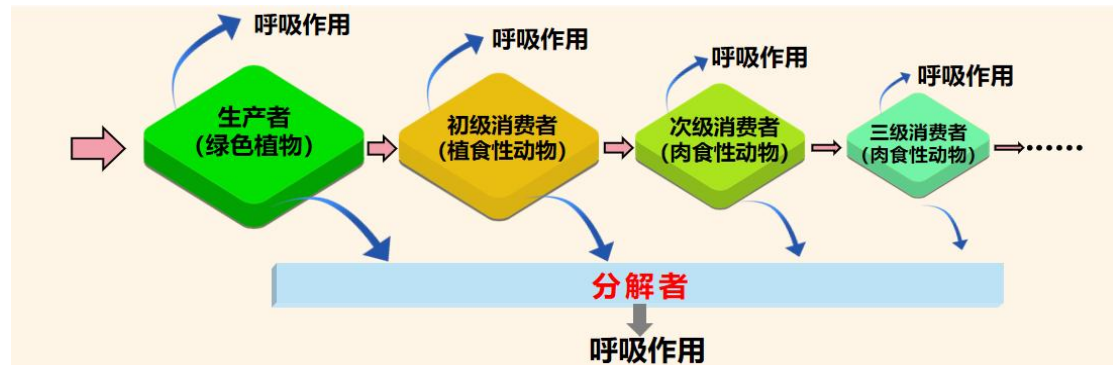 呼吸作用
呼吸作用
呼吸作用
呼吸作用
生产者
（绿色植物）
初级消费者
（植食性动物）
次级消费者
（肉食性动物）
三级消费者
（肉食性动物）
······
分解者
呼吸作用